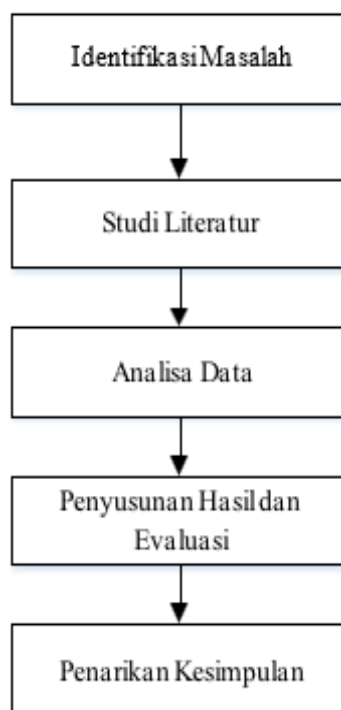 Identifikasi Masalah
Studi Literatur
Analisa Data
Penyusunan Hasil dan
Evaluasi
Penarikan Kesimpulan